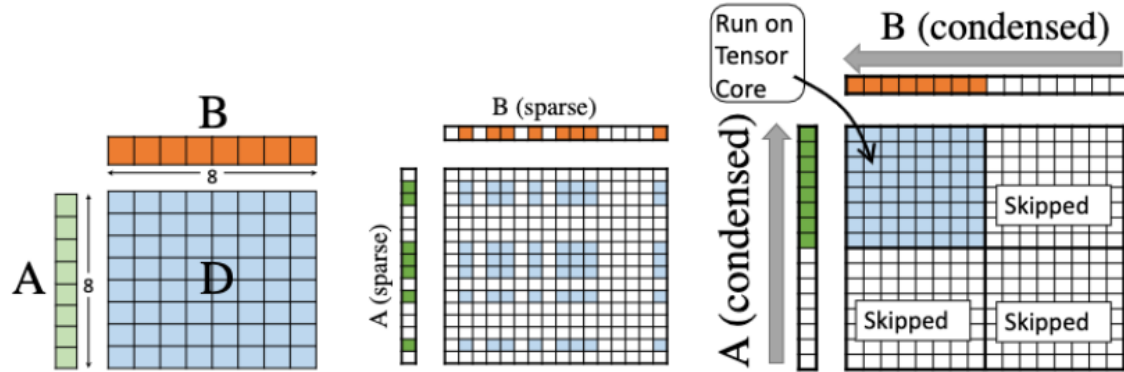 B
8
A
8
D
B (sparse)
A (sparse)
Run on
Tensor
Core
B (condensed)
A (condensed)
Skipped
Skipped
Skipped